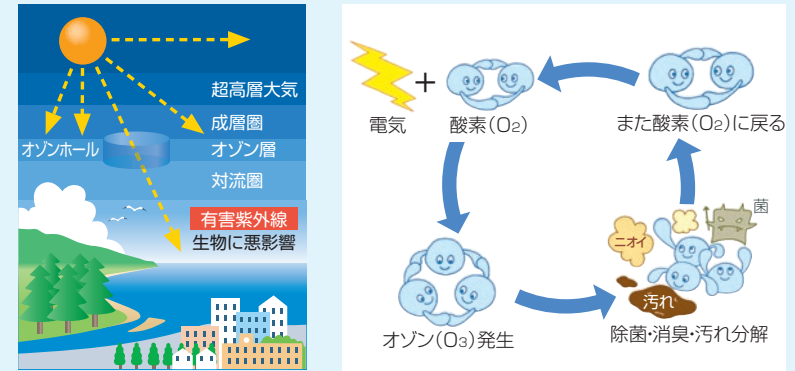 超高層大気
成層圏
オゾンホール
オゾン層
対流圏
有害紫外線
生物に悪影響
電気
+
酸素(O2)
また酸素(O2)に戻る
オゾン(O3)発生
ニオイ
菌
汚れ
除菌・消臭・汚れ分解